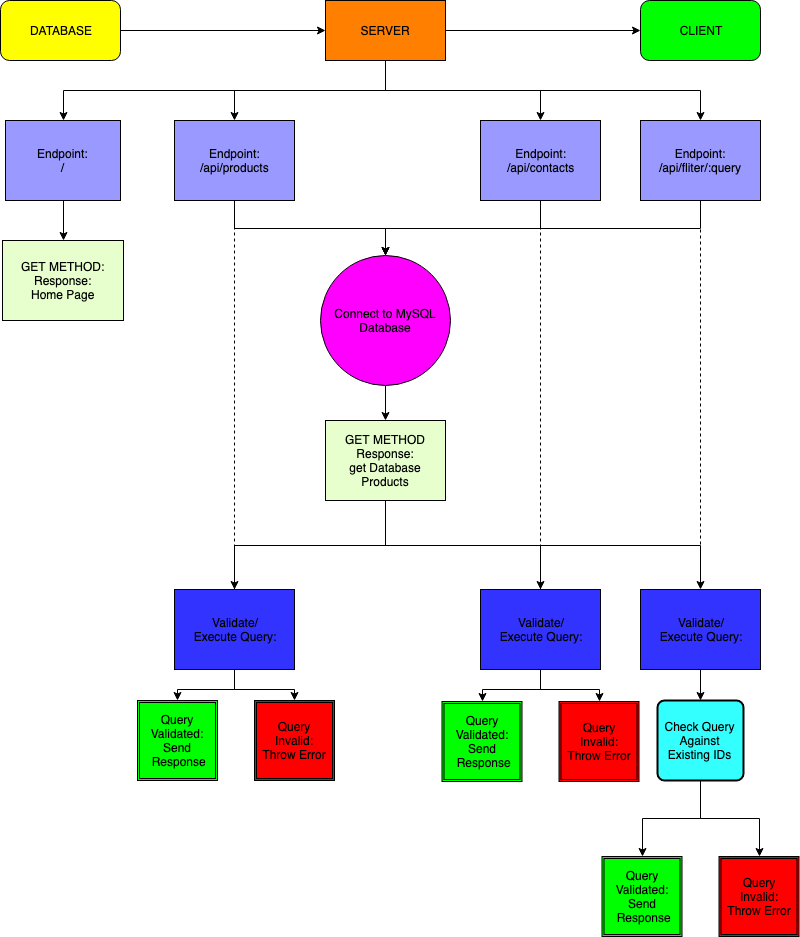 DATABASE
SERVER
CLIENT
Endpoint:
/
Endpoint:
/api/products
Endpoint:
/api/contacts
Endpoint:
/api/fliter/:query
GET METHOD:
Response:
Home Page
Connect to MySQL
Database
GET METHOD
Response:
get Database
Products
Validate/
Execute Query:
Validate/
Execute Query:
Validate/
Execute Query:
Query
Validated:
Send
Response
Query
Invalid:
Throw Error
Query
Validated:
Send
Response
Query
Invalid:
Throw Error
Check Query
Against
Existing IDs
Query
Validated:
Send
Response
Query
Invalid:
Throw Error